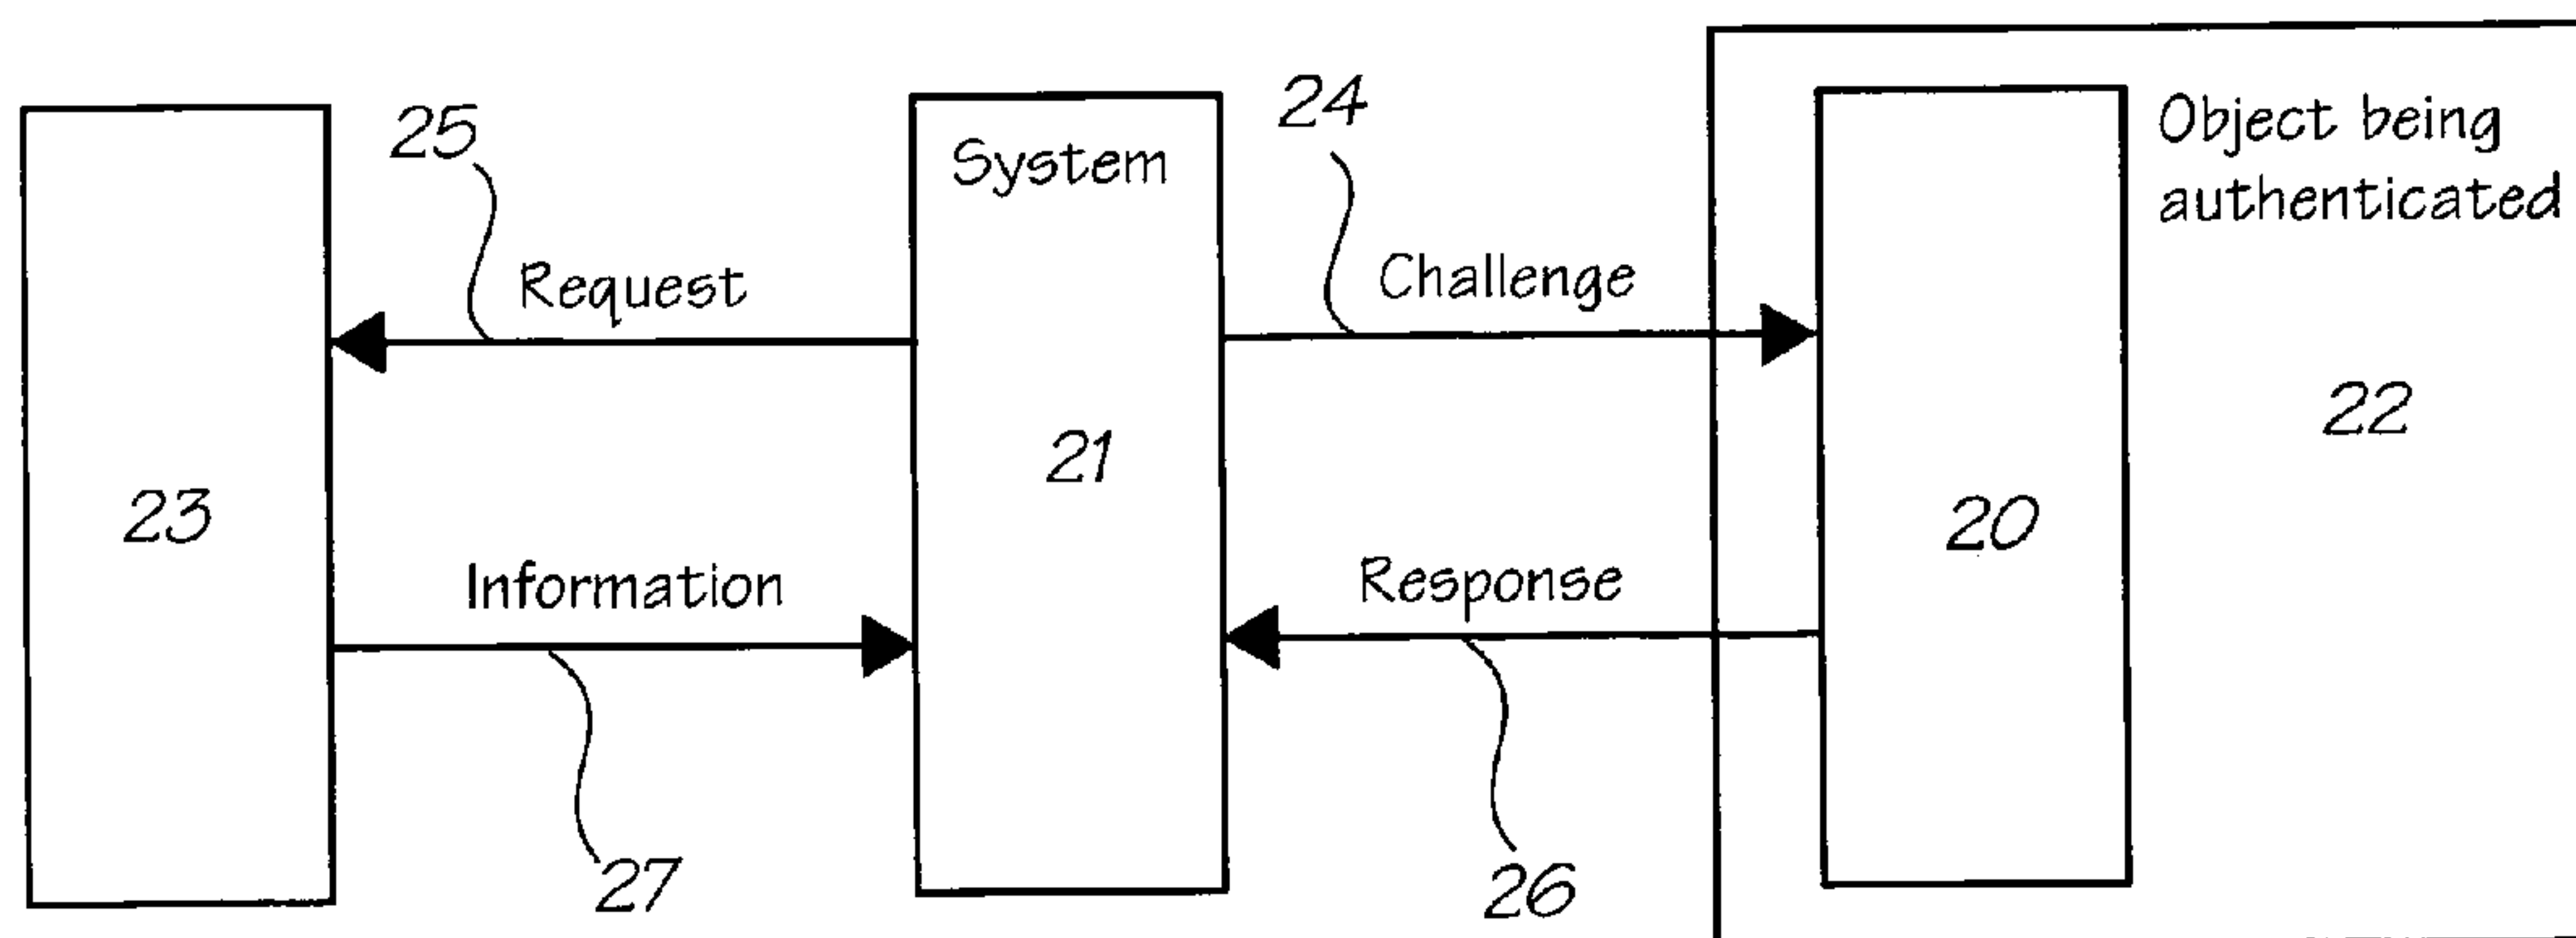 25
24
Object being
authenticated
System
Request
Challenge
22
21
23
20
Information
Response
27
26